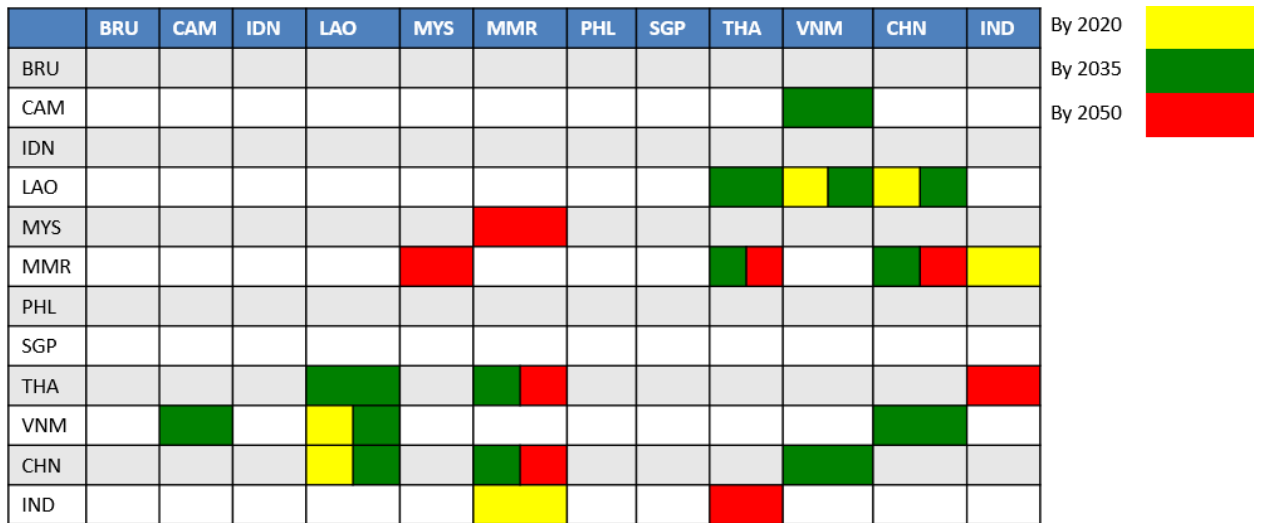 BRU CAM IDN LAO MYS MMR PHL SGP THA VNM CHN IND By 2020
BRU By 2035
CAM By 2050
IDN
LAO
MYS
MMR
PHL
SGP
THA
VNM
CHN
IND